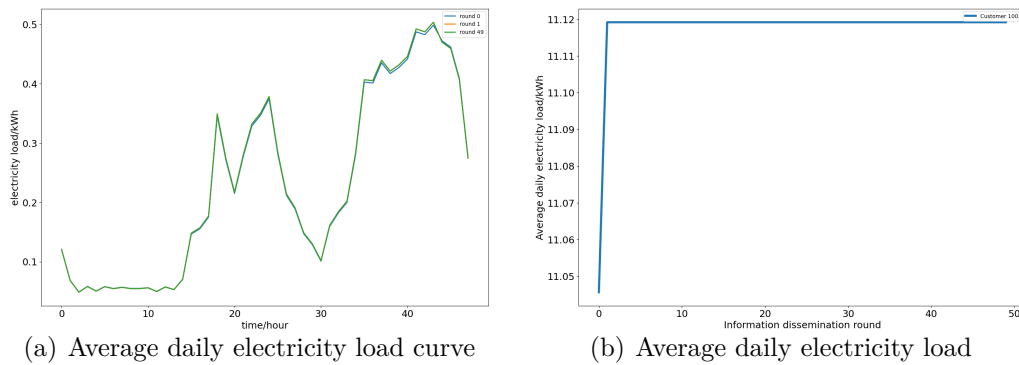 round 0
round 1
round 49
0.5
0.4
0.3
0.2
0.1
electricity load/kWh
0 10 20 30 40
time/hour
(a) Average daily electricity load curve
Customer 100
11.12
11.11
11.10
11.09
11.08
11.07
11.06
11.05
Average daily electricity load/kWh
0 10 20 30 40 50
Information dissemination round
(b) Average daily electricity load